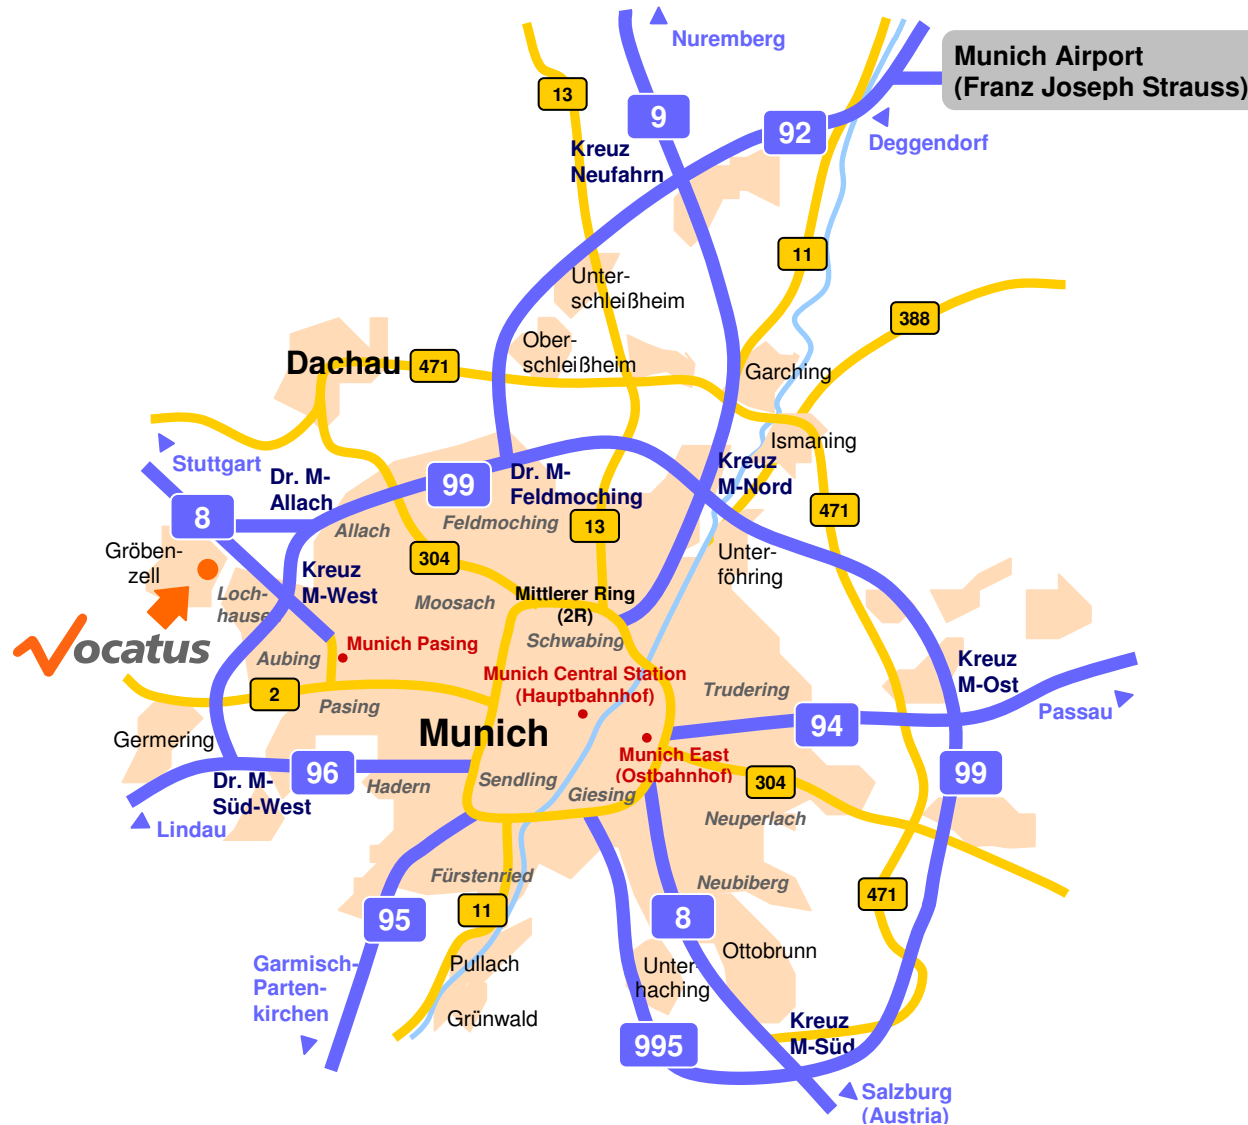 Nuremberg
Munich Airport
(Franz Joseph Strauss)
13
9
92
Deggendorf
Kreuz
Neufahrn
11
Unter-
schleißheim
388
Ober-
schleißheim
Dachau
471
Garching
Ismaning
Stuttgart
Dr. M-
Allach
99
Dr. M-
Feldmoching
Kreuz
M-Nord
8
Allach
Feldmoching
13
471
Gröben-
zell
304
Unter-
föhring
Loch-
hause
Kreuz
M-West
Moosach
Mittlerer Ring
(2R)
Schwabing
Vocatus
Aubing
Munich Pasing
Munich Central Station
(Hauptbahnhof)
Trudering
Kreuz
M-Ost
2
Pasing
Passau
Germering
Munich
94
Munich East
(Ostbahnhof)
Dr. M-
Süd-West
96
Hadern
Sendling
Giesing
304
99
Lindau
Neuperlach
Fürstenried
Neubiberg
471
95
11
8
Garmisch-
Parten-
kirchen
Pullach
Unter-
haching
Ottobrunn
Grünwald
995
Kreuz
M-Süd
Salzburg
(Austria)